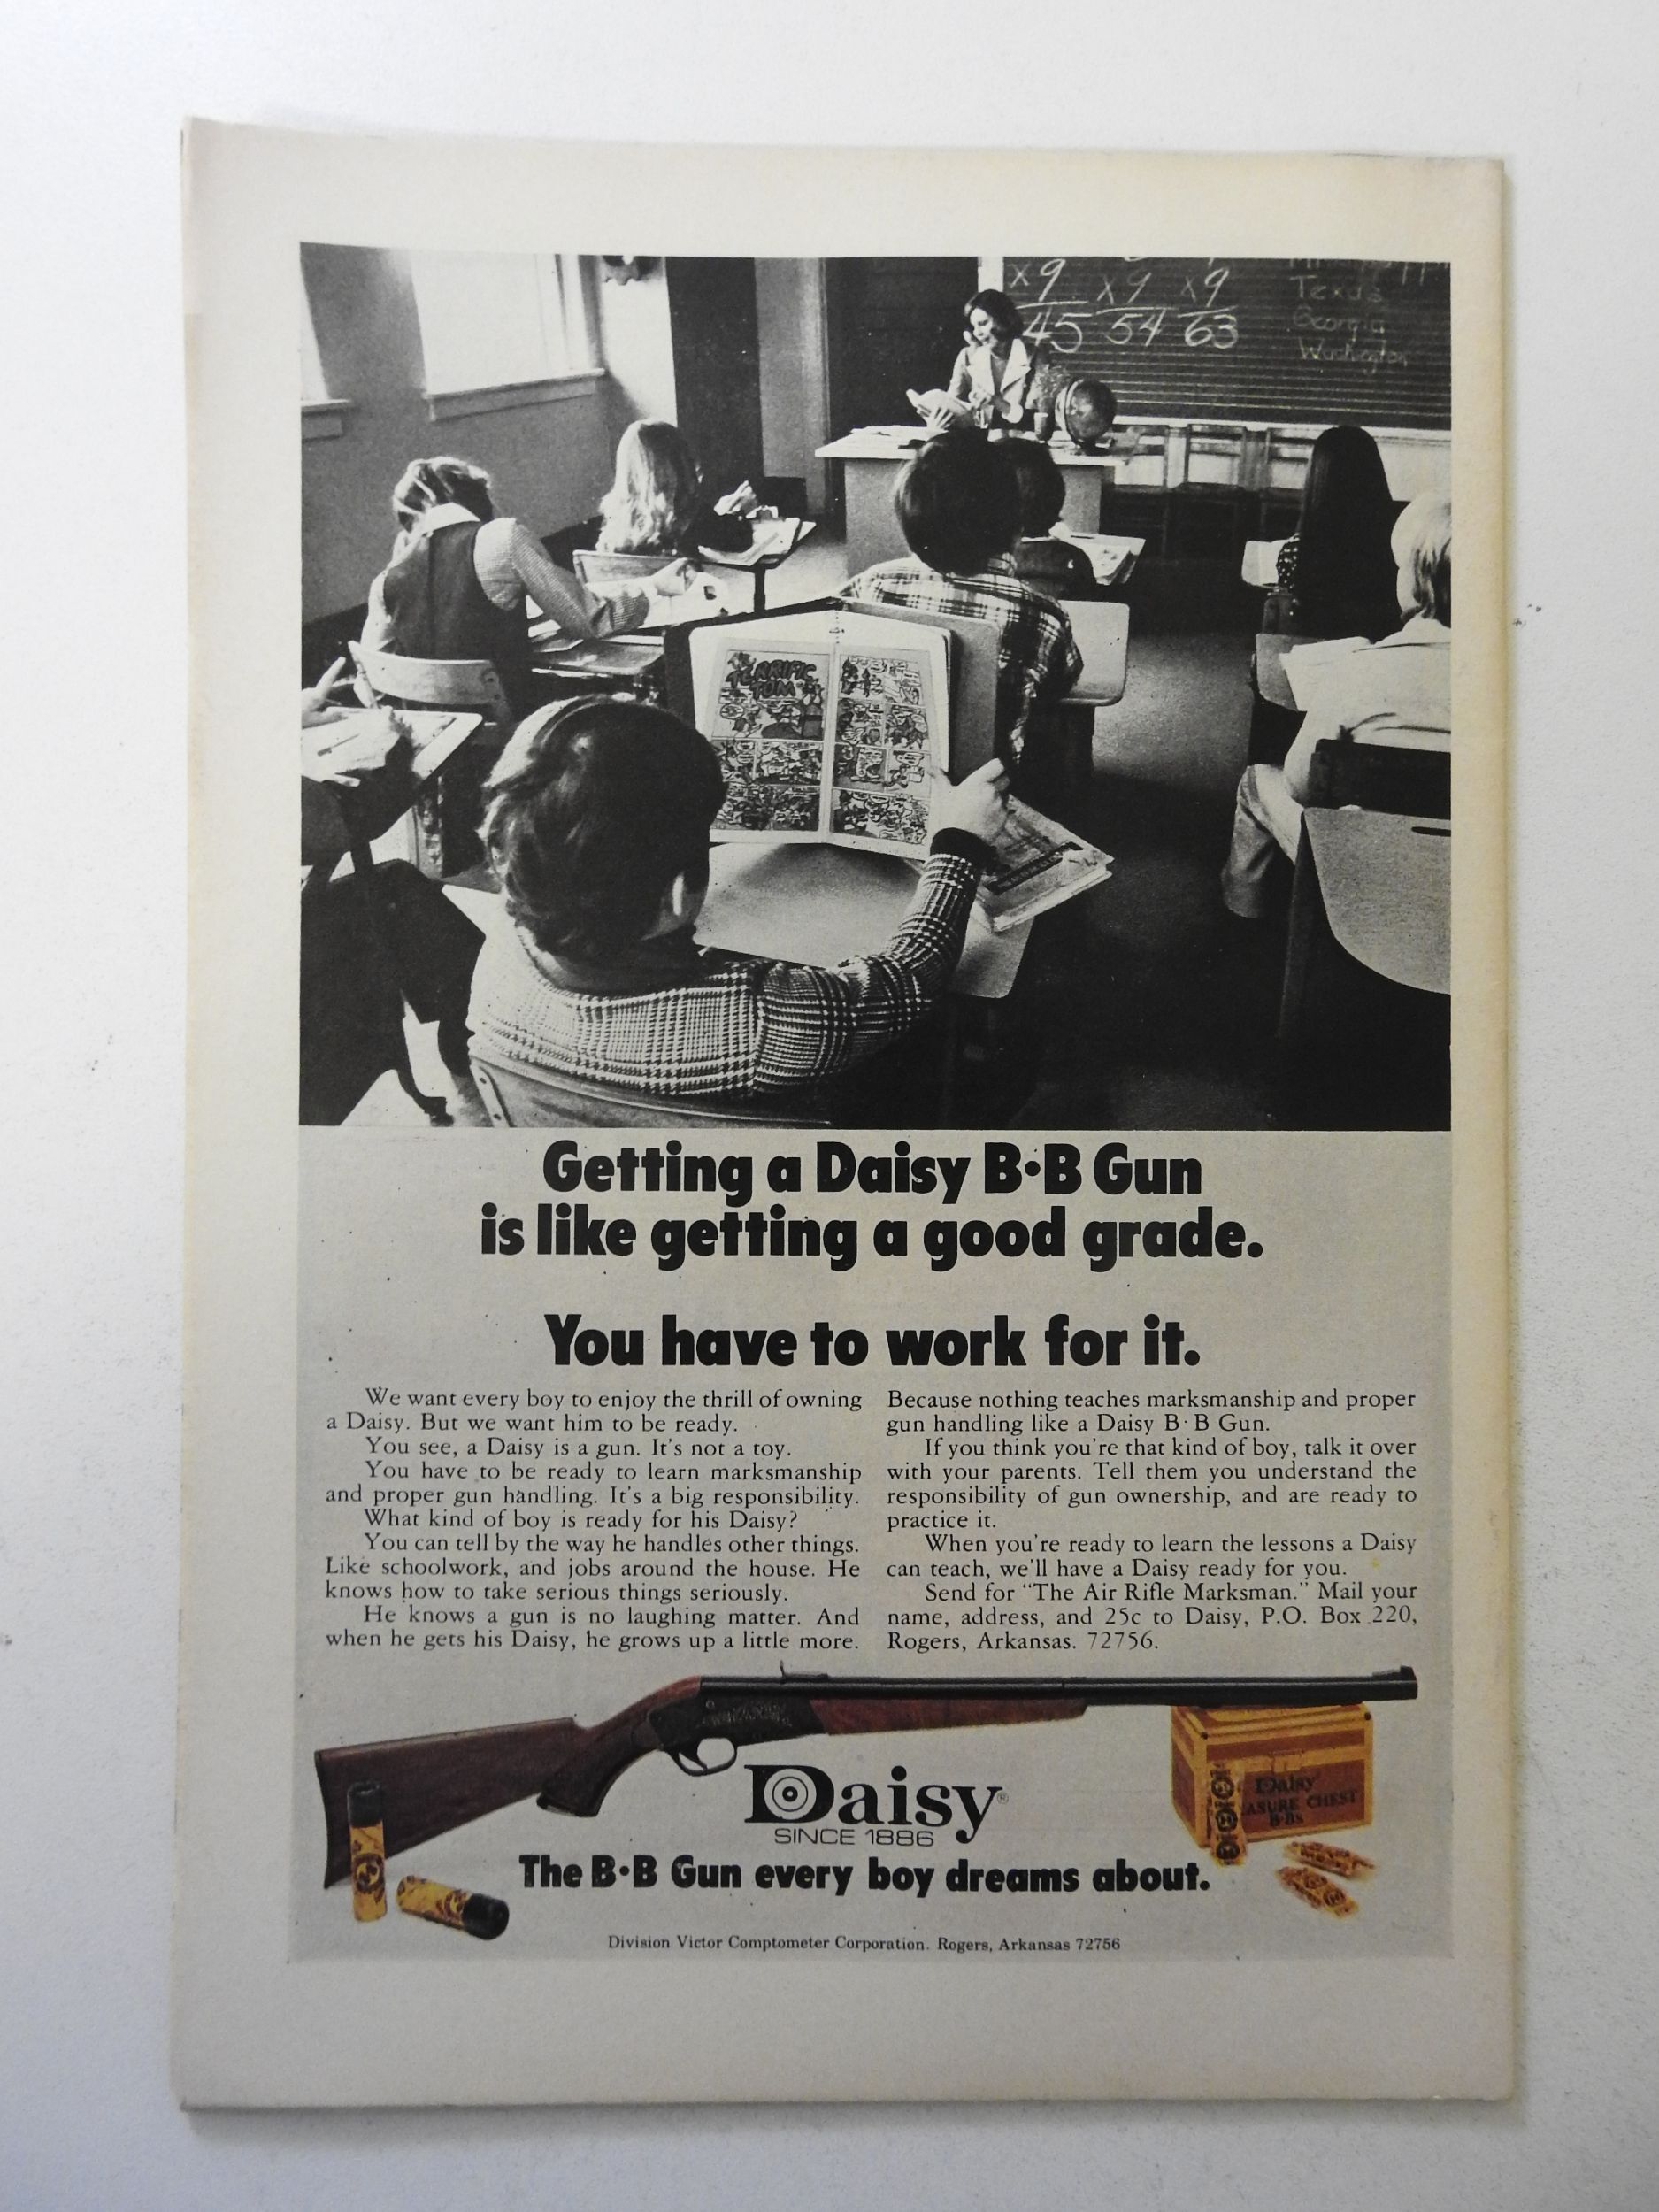 x9 x9 x9
45 54 63
Texas
Georgia
Washington
TERRIFIC
TOM
Getting a Daisy B·B Gun
is like getting a good grade.
You have to work for it.
We want every boy to enjoy the thrill of owning
a Daisy. But we want him to be ready.
You see, a Daisy is a gun. It's not a toy.
You have to be ready to learn marksmanship
and proper gun handling. It's a big responsibility.
What kind of boy is ready for his Daisy?
You can tell by the way he handles other things.
Like schoolwork, and jobs around the house. He
knows how to take serious things seriously.
He knows a gun is no laughing matter. And
when he gets his Daisy, he grows up a little more.
Because nothing teaches marksmanship and proper
gun handling like a Daisy B·B Gun.
If you think you're that kind of boy, talk it over
with your parents. Tell them you understand the
responsibility of gun ownership, and are ready to
practice it.
When you're ready to learn the lessons a Daisy
can teach, we'll have a Daisy ready for you.
Send for "The Air Rifle Marksman." Mail your
name, address, and 25c to Daisy, P.O. Box 220,
Rogers, Arkansas. 72756.
Daisy®
SINCE 1886
Daisy
ASURE CHEST
B·Bs
The B·B Gun every boy dreams about.
Division Victor Comptometer Corporation. Rogers, Arkansas 72756